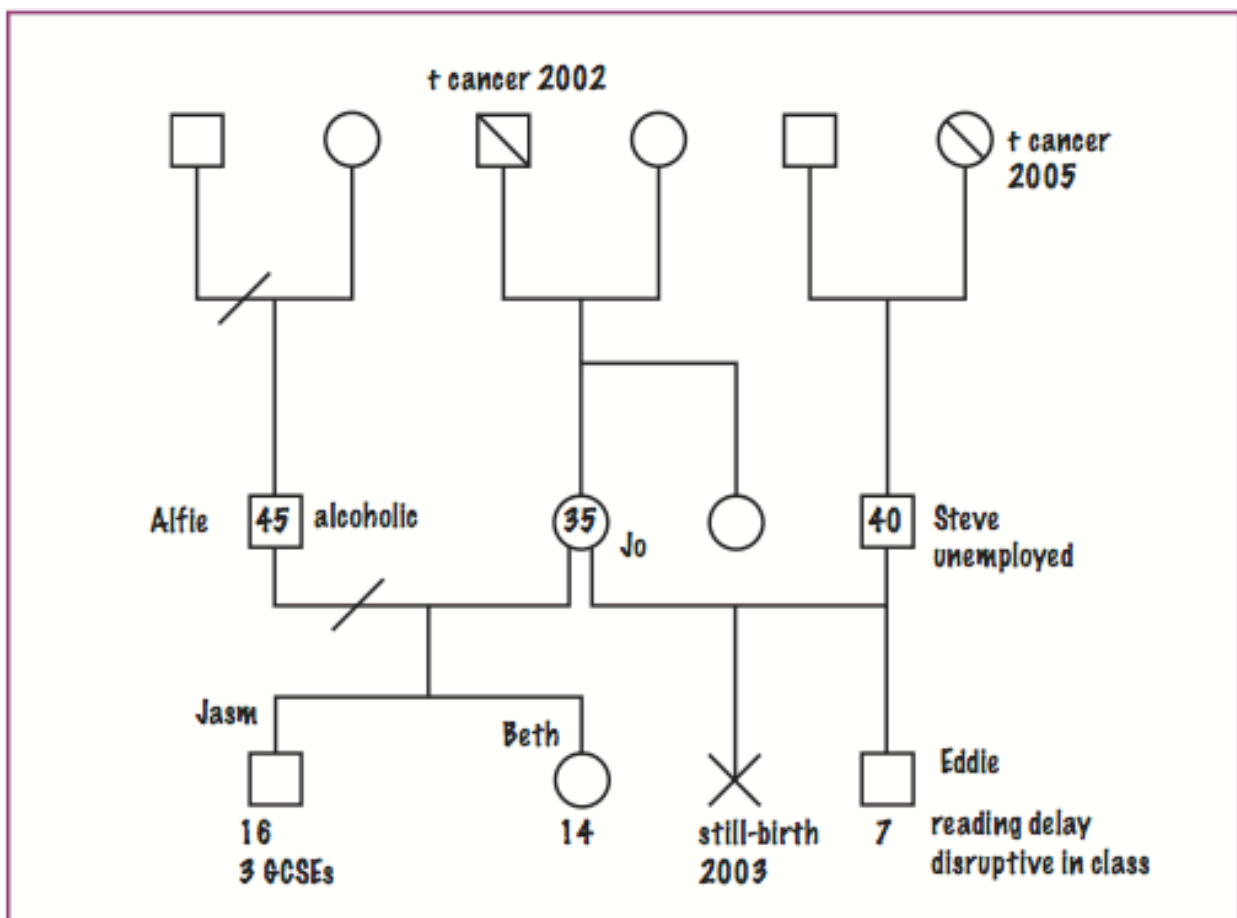 † cancer 2002
† cancer
2005
Alfie
45
alcoholic
35
Jo
40
Steve
unemployed
Jasm
Beth
Eddie
16
3 GCSEs
14
still-birth
2003
7
reading delay
disruptive in class